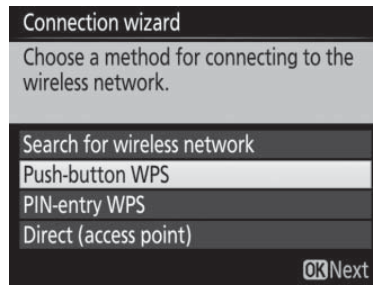 Connection wizard
Choose a method for connecting to the
wireless network.
Search for wireless network
Push-button WPS
PIN-entry WPS
Direct (access point)
OK Next